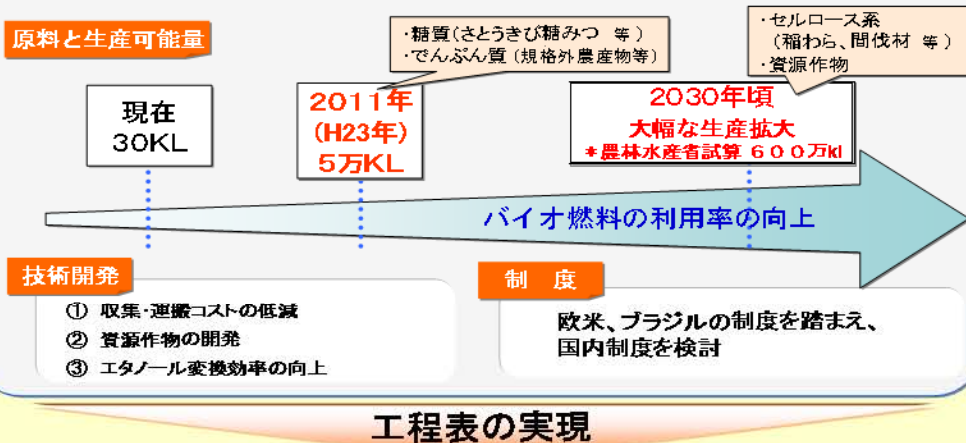 原料と生産可能量
・糖質(さとうきび糖みつ 等)
・でんぷん質(規格外農産物等)
・セルロース系
(稲わら、間伐材 等)
・資源作物
現在
30KL
2011年
(H23年)
5万KL
2030年頃
大幅な生産拡大
*農林水産省試算 600万kl
バイオ燃料の利用率の向上
技術開発
① 収集・運搬コストの低減
② 資源作物の開発
③ エタノール変換効率の向上
制 度
欧米、ブラジルの制度を踏まえ、
国内制度を検討
工程表の実現